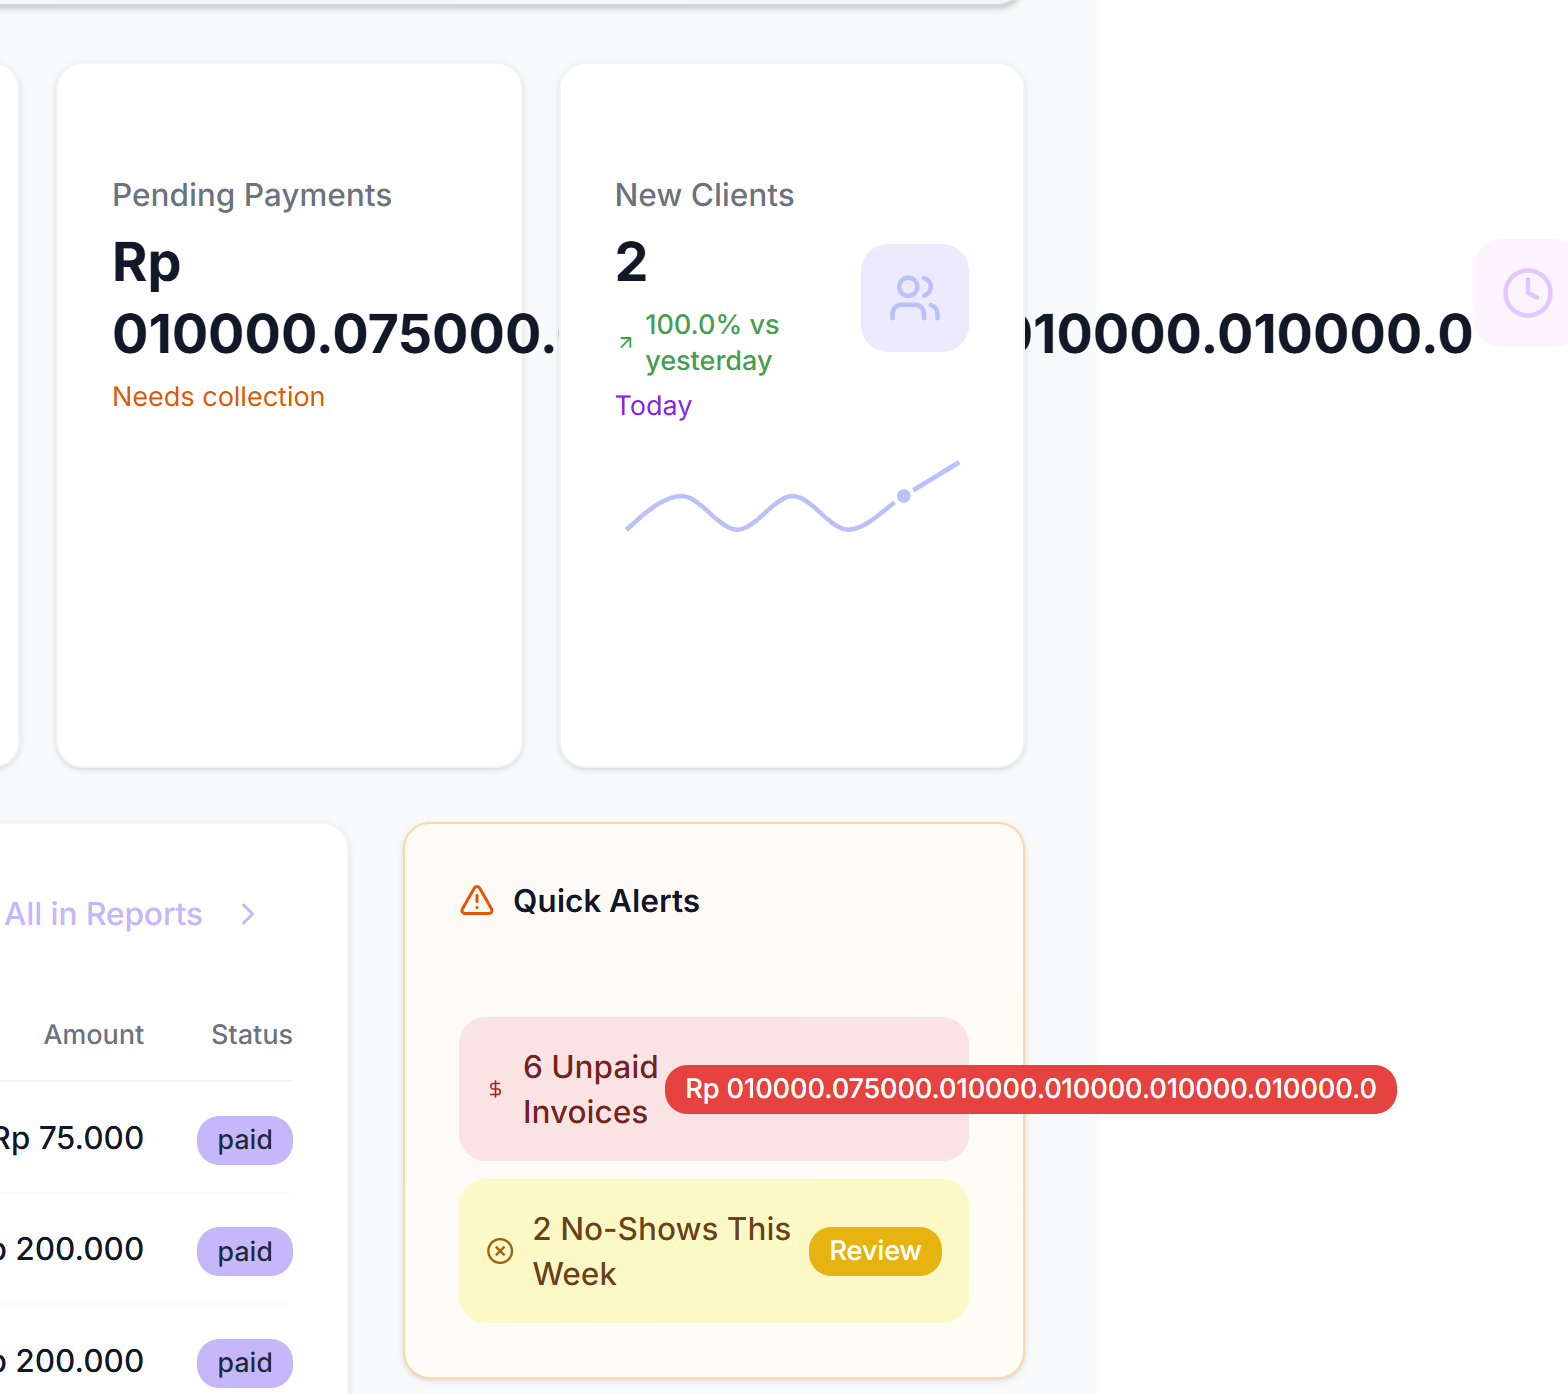 Pending Payments
Rp
010000.075000.
10000.010000.0
Needs collection
New Clients
2
100.0% vs
yesterday
Today
All in Reports
Amount Status
Rp 75.000 paid
200.000 paid
200.000 paid
Quick Alerts
6 Unpaid
Invoices
Rp 010000.075000.010000.010000.010000.010000.0
2 No-Shows This
Week
Review